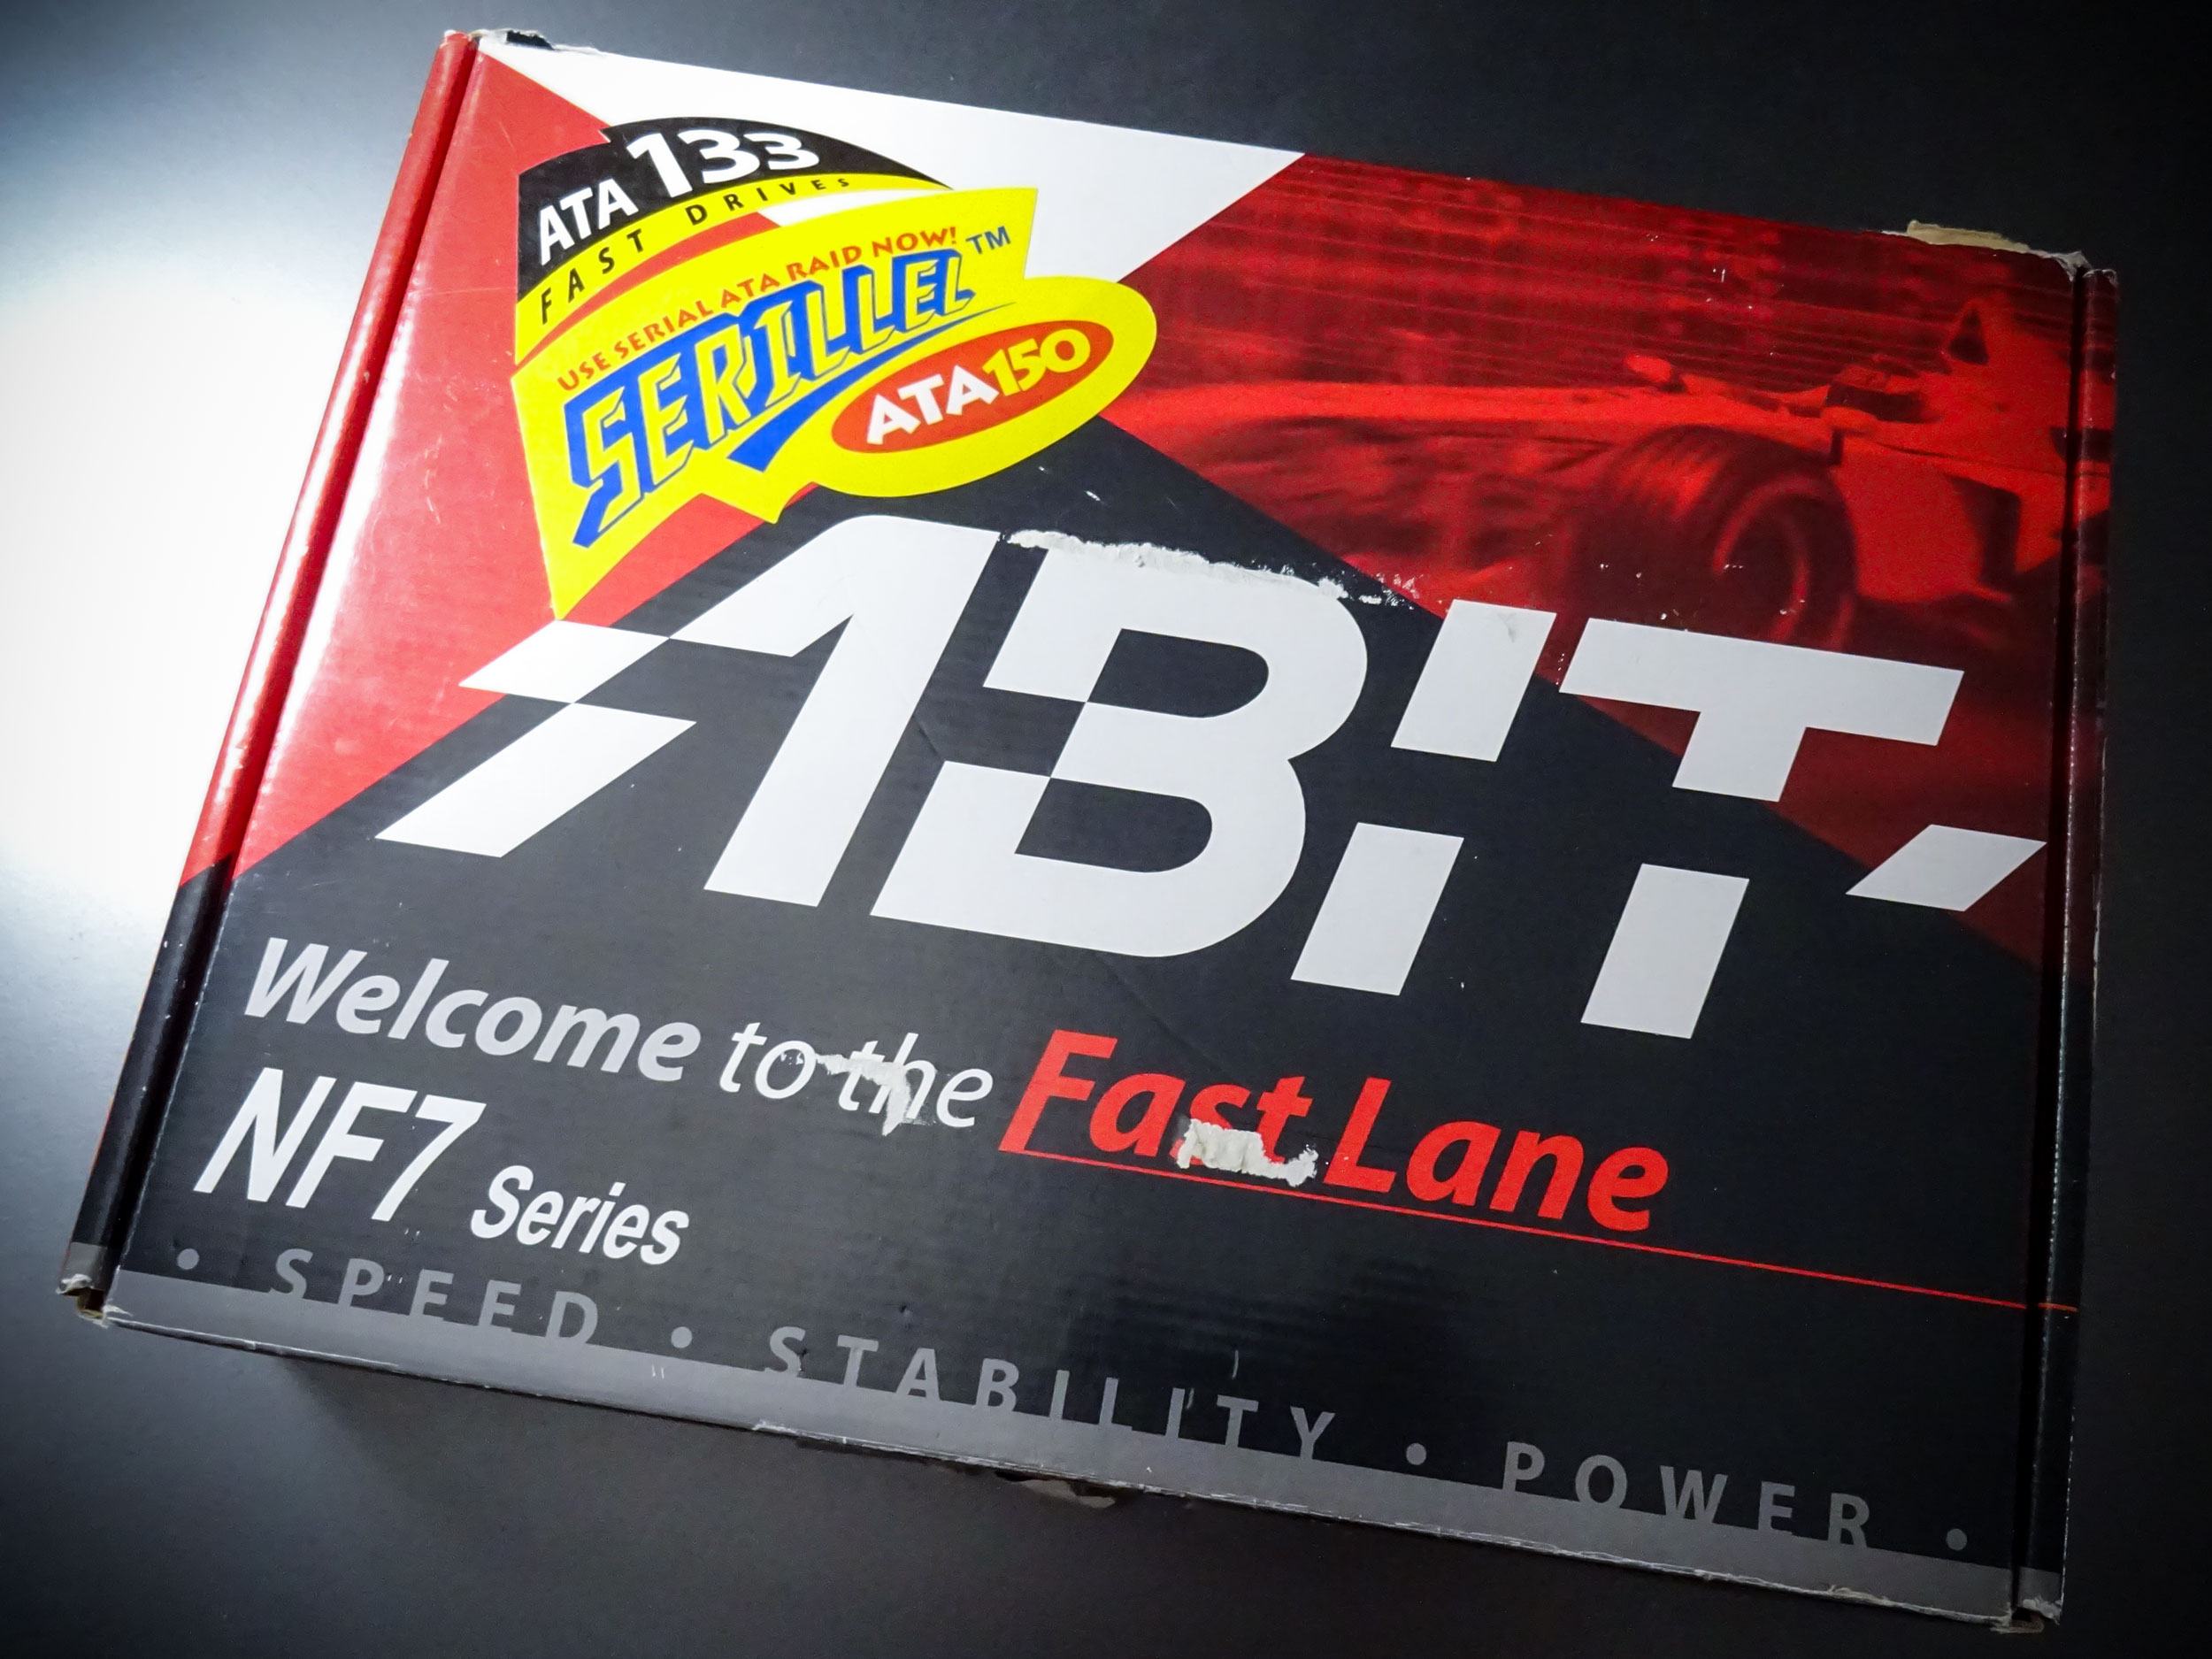 ATA 133
FAST DRIVES
USE SERIAL ATA RAID NOW!
SERILLEL™
ATA150
ABIT
Welcome to the Fast Lane
NF7 Series
• SPEED • STABILITY • POWER •